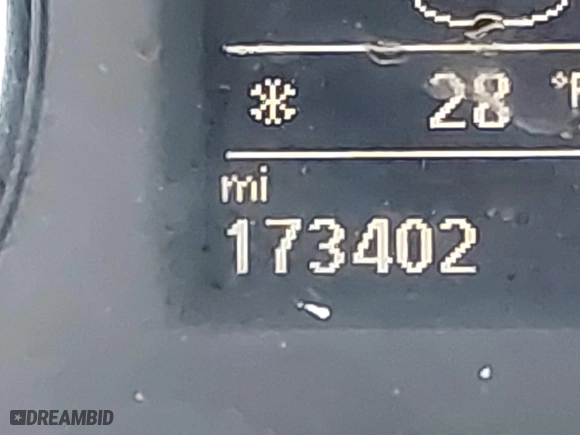 28 °F
mi
173402
DREAMBID